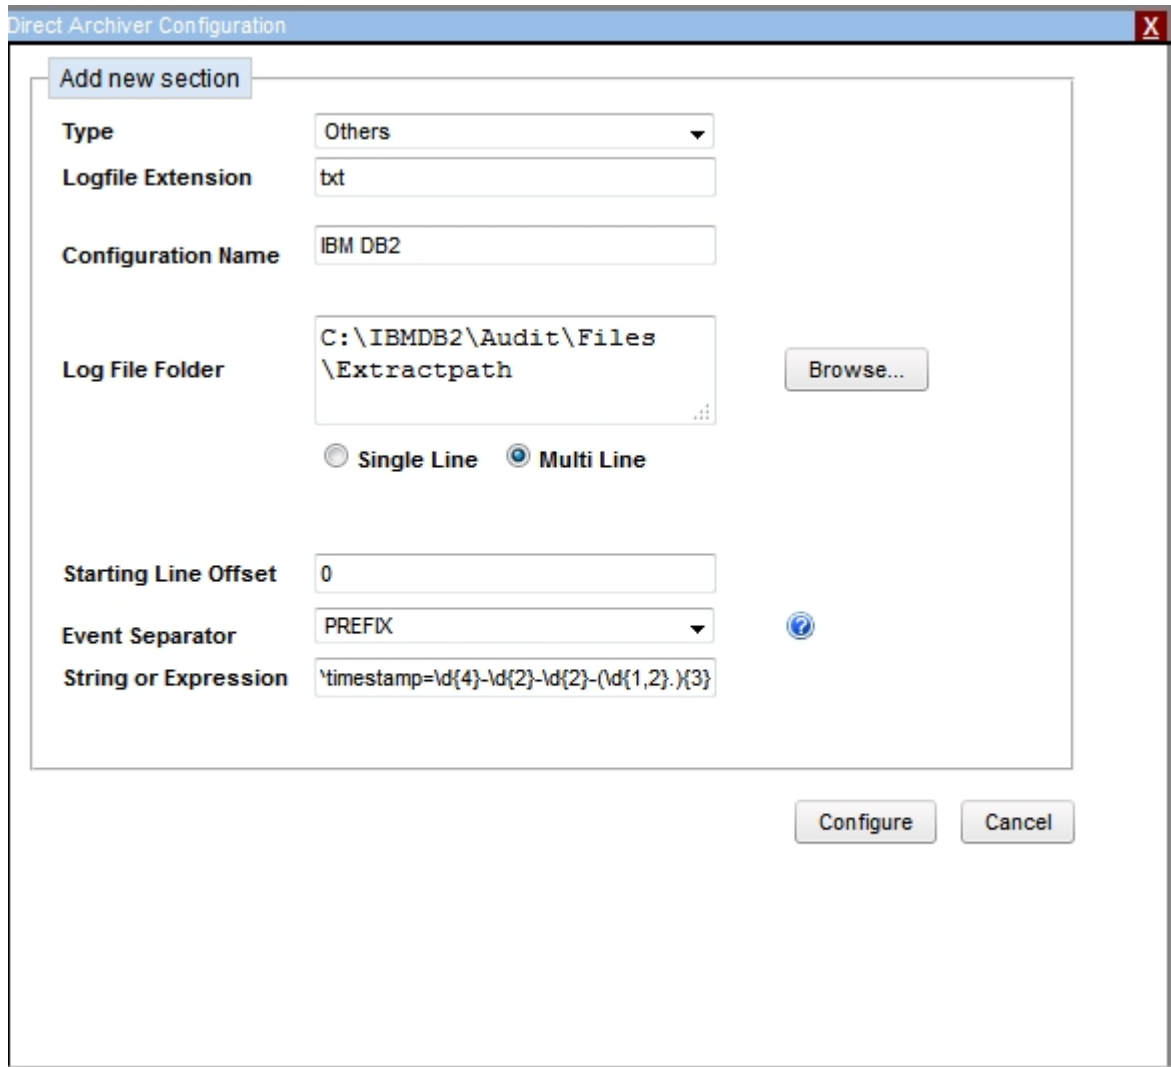 Direct Archiver Configuration X
Add new section
Type Others
Logfile Extension txt
Configuration Name IBM DB2
Log File Folder C:\IBMDB2\Audit\Files
\Extractpath
Browse...
Single Line Multi Line
Starting Line Offset 0
Event Separator PREFIX ?
String or Expression \timestamp=\d{4}-\d{2}-\d{2}-(\d{1,2}.){3}
Configure Cancel